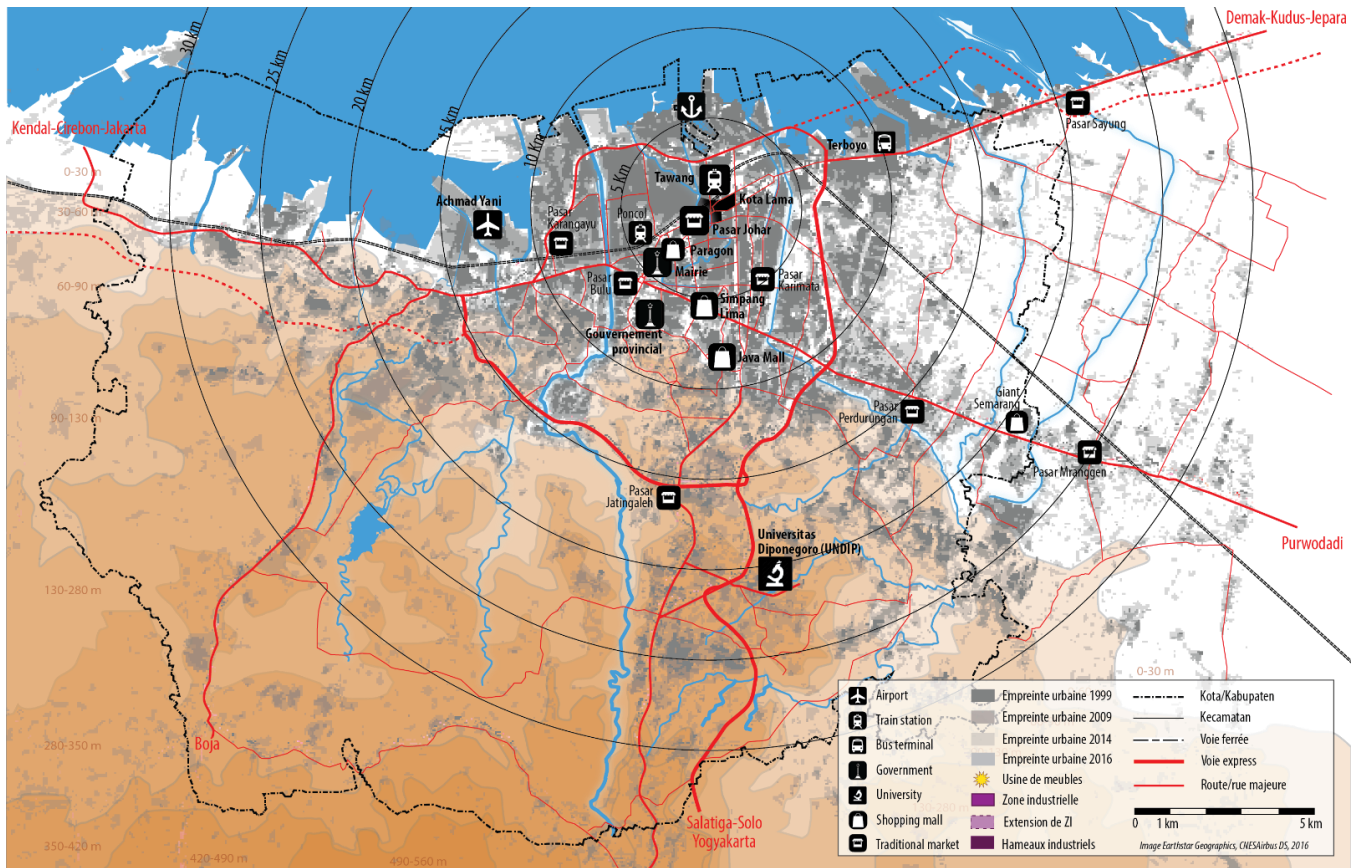 Demak-Kudus-Jepara
30 km
25 km
20 km
15 km
10 km
5 Km
Kendal-Cirebon-Jakarta
Pasar Sayung
Terboyo
0-30 m
Tawang
30-60 m
Achmad Yani
Kota Lama
Pasar
Karangayu
Poncol
Pasar Johar
Paragon
Mairie
Pasar
Karimata
60-90 m
Pasar
Bulu
Simpang
Lima
Gouvernement
provincial
Java Mall
Giant
Semarang
90-130 m
Pasar
Perdurungan
Pasar Mranggen
Pasar
Jatingaleh
Purwodadi
Universitas
Diponegoro (UNDIP)
130-280 m
0-30 m
280-350 m
Boja
Salatiga-Solo
Yogyakarta
350-420 m
420-490 m
490-560 m
Airport
Train station
Bus terminal
Government
University
Shopping mall
Traditional market
Empreinte urbaine 1999
Empreinte urbaine 2009
Empreinte urbaine 2014
Empreinte urbaine 2016
Usine de meubles
Zone industrielle
Extension de ZI
Hameaux industriels
Kota/Kabupaten
Kecamatan
Voie ferrée
Voie express
Route/rue majeure
0 1 km 5 km
Image Earthstar Geographics, CNESAirbus DS, 2016